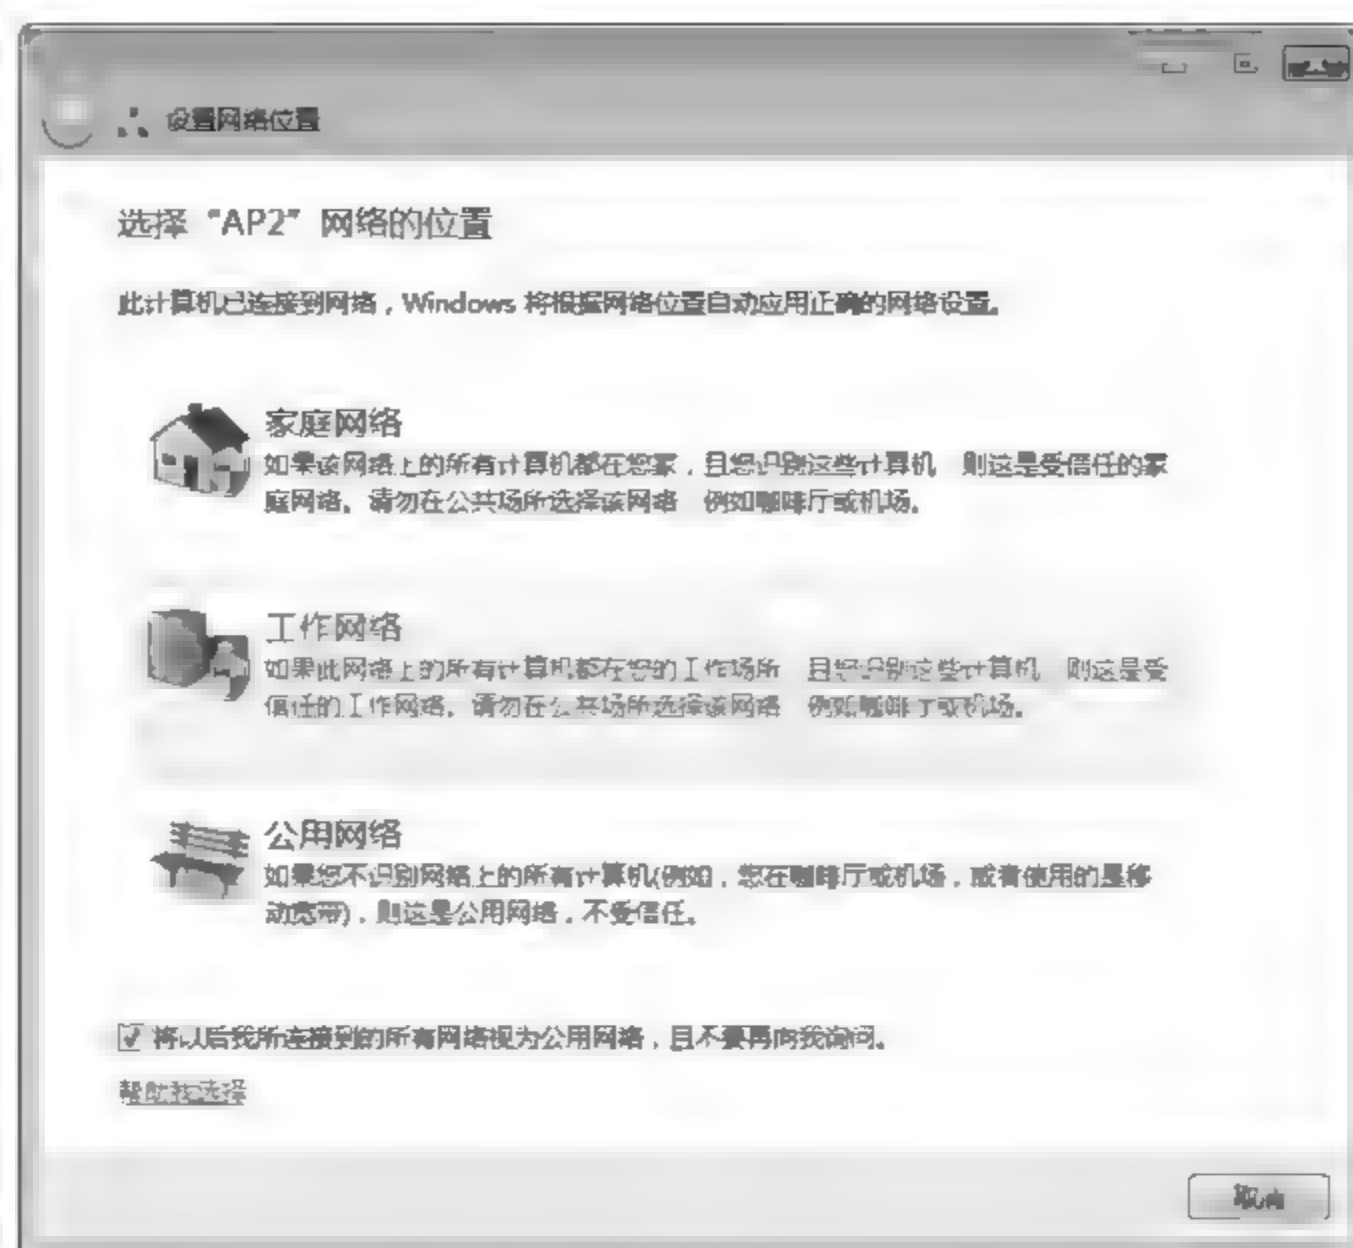 设置网络位置
选择“AP2”网络的位置
此计算机已连接到网络，Windows 将根据网络位置自动应用正确的网络设置。
家庭网络
如果该网络上的所有计算机都在您家，且您识别这些计算机，则这是受信任的家
庭网络。请勿在公共场所选择该网络，例如咖啡厅或机场。
工作网络
如果此网络上的所有计算机都在您的工作场所，且您识别这些计算机，则这是受
信任的工作网络。请勿在公共场所选择该网络，例如咖啡厅或机场。
公用网络
如果您不识别网络上的所有计算机(例如，您在咖啡厅或机场，或者使用的是移
动宽带)，则这是公用网络，不受信任。
将以后我所连接到的所有网络视为公用网络，且不要再向我询问。
帮助我选择
取消